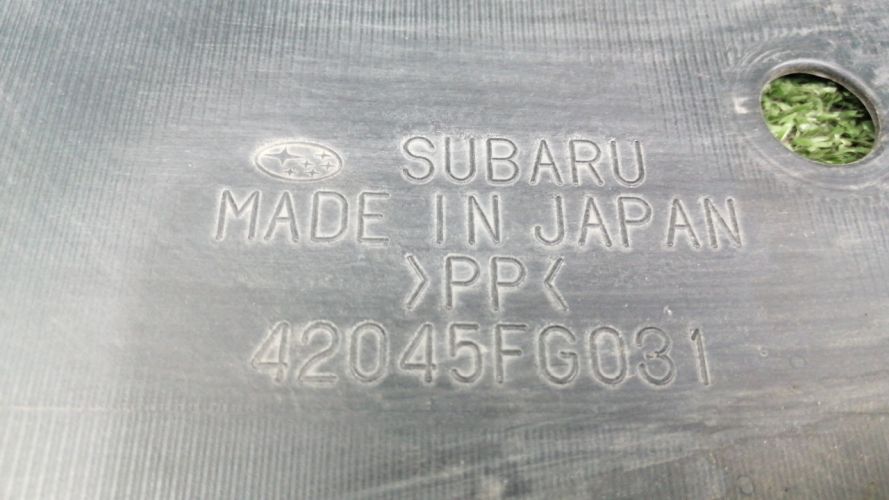 SUBARU
MADE IN JAPAN
>PP<
42045FG031